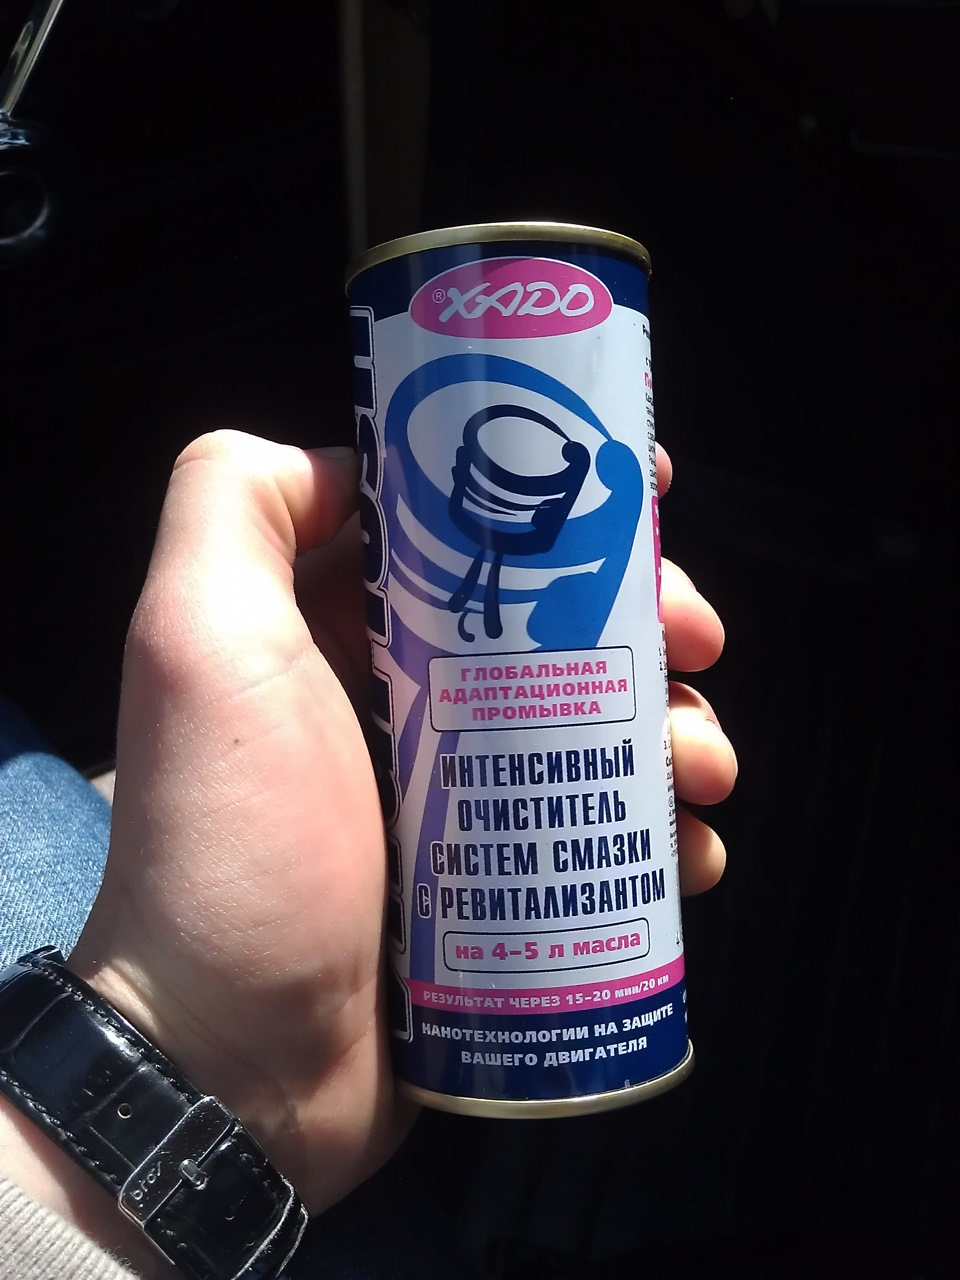 ®XADO
ГЛОБАЛЬНАЯ
АДАПТАЦИОННАЯ
ПРОМЫВКА
ИНТЕНСИВНЫЙ
ОЧИСТИТЕЛЬ
СИСТЕМ СМАЗКИ
С РЕВИТАЛИЗАНТОМ
на 4–5 л масла
РЕЗУЛЬТАТ ЧЕРЕЗ 15–20 мин/20 км
НАНОТЕХНОЛОГИИ НА ЗАЩИТЕ
ВАШЕГО ДВИГАТЕЛЯ